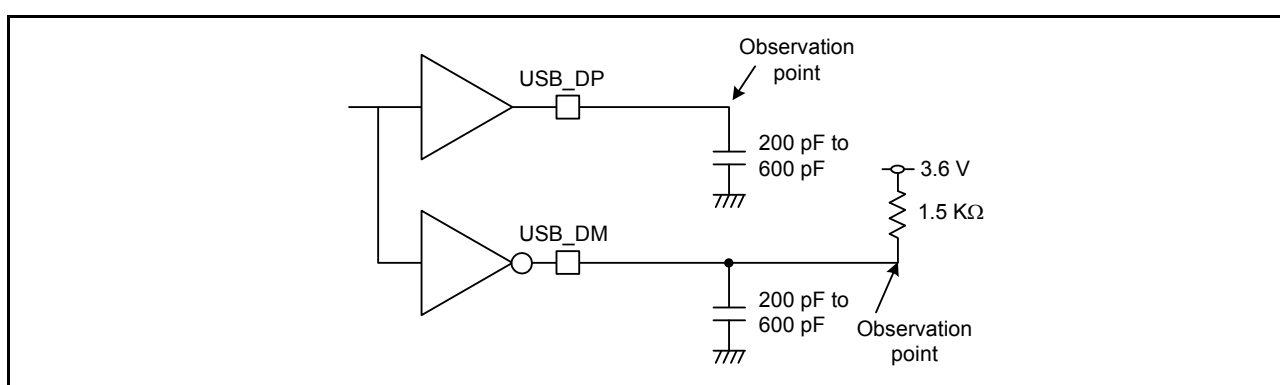 Observation
point
USB_DP
200 pF to
600 pF
3.6 V
1.5 KΩ
USB_DM
200 pF to
600 pF
Observation
point